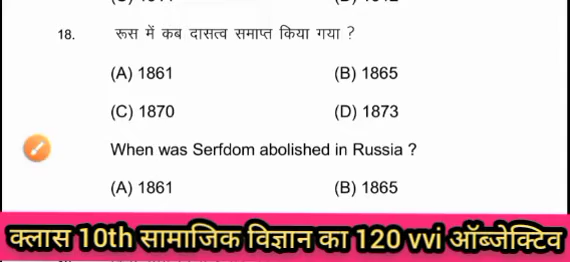 18. रूस में कब दासत्व समाप्त किया गया ?
(A) 1861 (B) 1865
(C) 1870 (D) 1873
When was Serfdom abolished in Russia ?
(A) 1861 (B) 1865
क्लास 10th सामाजिक विज्ञान का 120 vvi ऑब्जेक्टिव